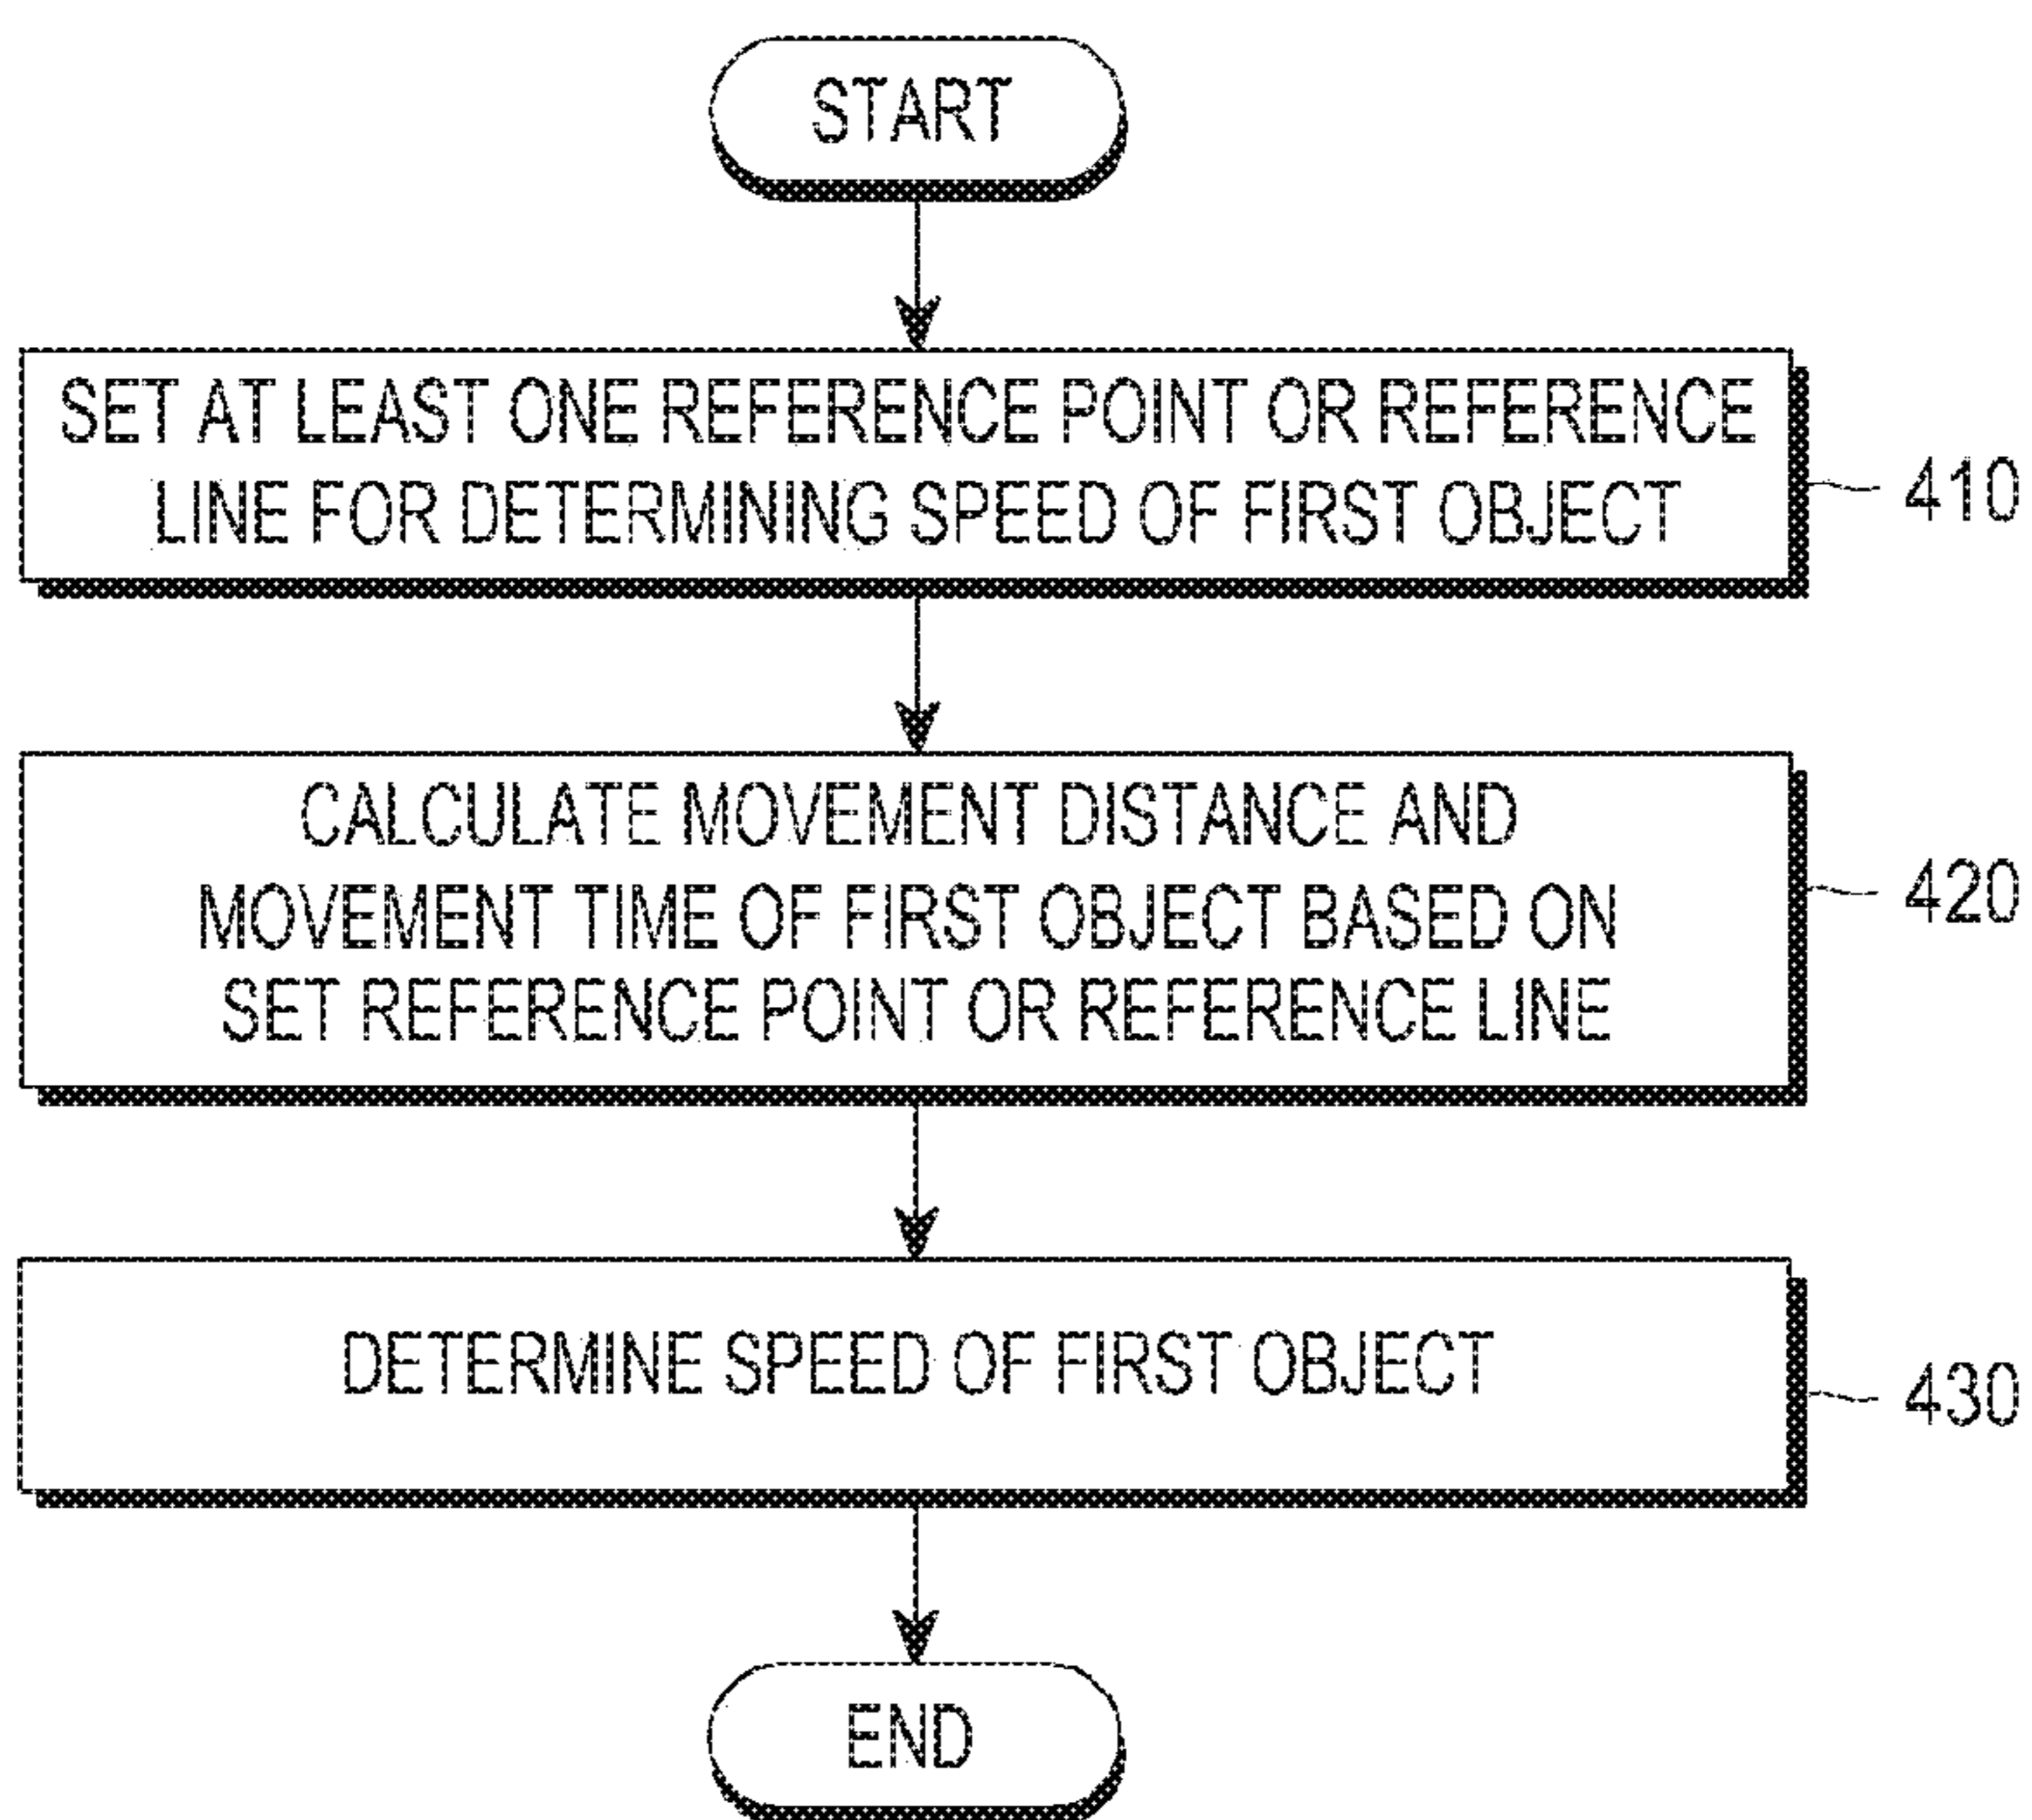 START
SET AT LEAST ONE REFERENCE POINT OR REFERENCE
LINE FOR DETERMINING SPEED OF FIRST OBJECT
410
CALCULATE MOVEMENT DISTANCE AND
MOVEMENT TIME OF FIRST OBJECT BASED ON
SET REFERENCE POINT OR REFERENCE LINE
420
DETERMINE SPEED OF FIRST OBJECT
430
END